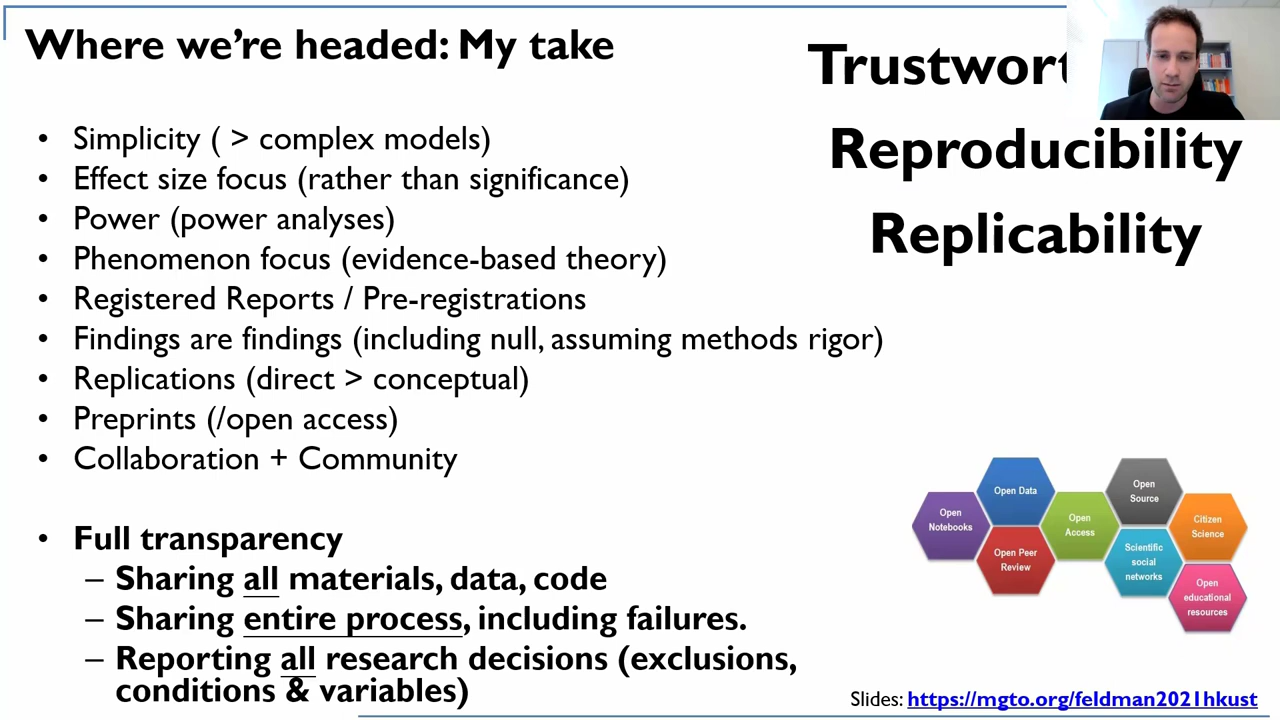 Where we're headed: My take
Trustwor
Reproducibility
Replicability
• Simplicity ( > complex models)
• Effect size focus (rather than significance)
• Power (power analyses)
• Phenomenon focus (evidence-based theory)
• Registered Reports / Pre-registrations
• Findings are findings (including null, assuming methods rigor)
• Replications (direct > conceptual)
• Preprints (/open access)
• Collaboration + Community
• Full transparency
– Sharing all materials, data, code
– Sharing entire process, including failures.
– Reporting all research decisions (exclusions,
conditions & variables)
Open
Notebooks
Open Data
Open Peer
Review
Open
Access
Open
Source
Scientific
social
networks
Citizen
Science
Open
educational
resources
Slides: https://mgto.org/feldman2021hkust